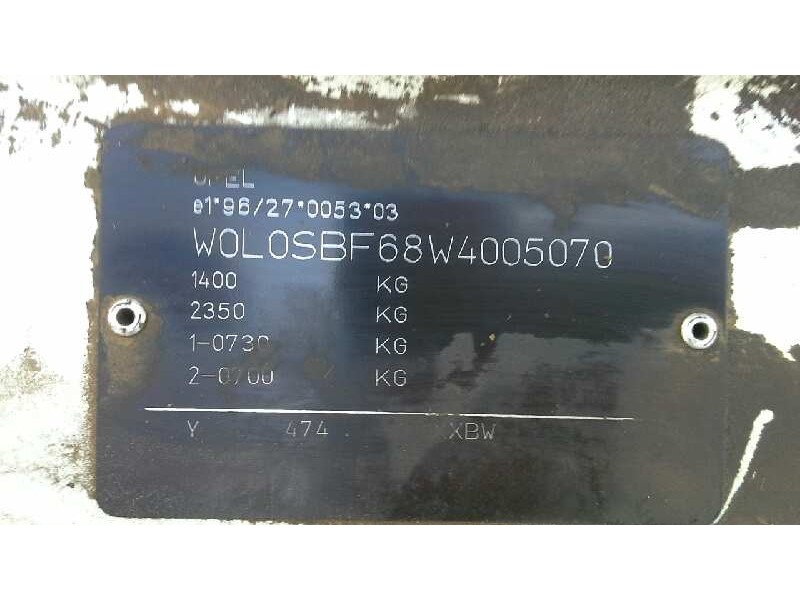 OPEL
e1*96/27*0053*03
W0L0SBF68W4005070
1400 KG
2350 KG
1-0730 KG
2-0700 KG
Y 474 XBW